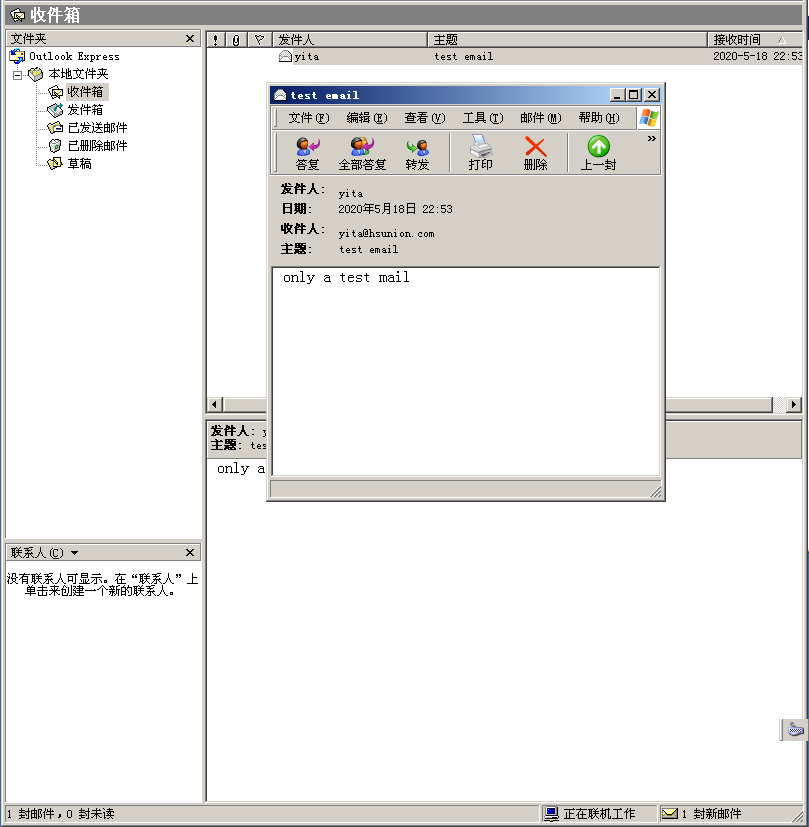 收件箱
文件夹
Outlook Express
本地文件夹
收件箱
发件箱
已发送邮件
已删除邮件
草稿
! 发件人 主题 接收时间
yita test email 2020-5-18 22:53
test email
文件(F) 编辑(E) 查看(V) 工具(T) 邮件(M) 帮助(H)
答复 全部答复 转发 打印 删除 上一封 »
发件人: yita
日期: 2020年5月18日 22:53
收件人: yita@hsunion.com
主题: test email
only a test mail
发件人: y
主题: tes
only a
联系人(C)
没有联系人可显示。在“联系人”上
单击来创建一个新的联系人。
1 封邮件，0 封未读 正在联机工作 1 封新邮件